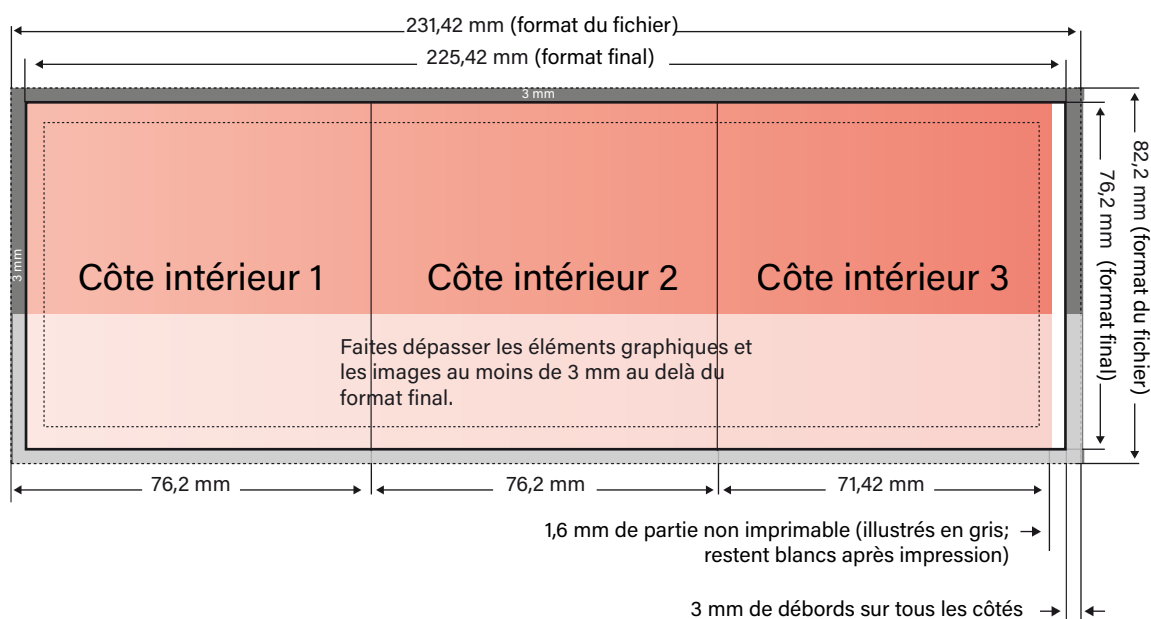 231,42 mm (format du fichier)
225,42 mm (format final)
3 mm
3 mm
82,2 mm (format du fichier)
76,2 mm (format final)
Côte intérieur 1
Côte intérieur 2
Côte intérieur 3
Faites dépasser les éléments graphiques et
les images au moins de 3 mm au delà du
format final.
76,2 mm
76,2 mm
71,42 mm
1,6 mm de partie non imprimable (illustrés en gris;
restent blancs après impression)
3 mm de débords sur tous les côtés